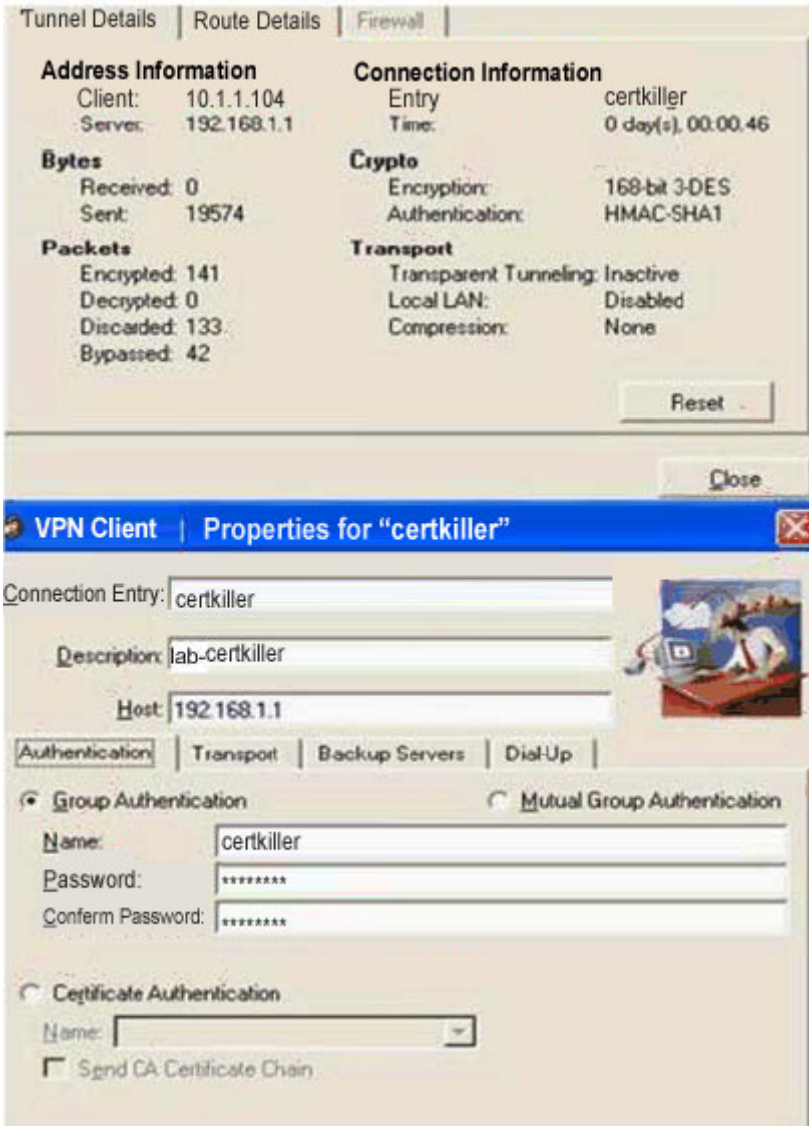 Tunnel Details Route Details Firewall
Address Information Connection Information
Client: 10.1.1.104 Entry certkiller
Server: 192.168.1.1 Time: 0 day(s), 00:00.46
Bytes Crypto
Received: 0 Encryption: 168-bit 3-DES
Sent: 19574 Authentication: HMAC-SHA1
Packets Transport
Encrypted: 141 Transparent Tunneling: Inactive
Decrypted: 0 Local LAN: Disabled
Discarded: 133 Compression: None
Bypassed: 42
Reset
Close
VPN Client | Properties for “certkiller”
Connection Entry: certkiller
Description: lab-certkiller
Host: 192.168.1.1
Authentication Transport Backup Servers Dial-Up
Group Authentication Mutual Group Authentication
Name: certkiller
Password: ********
Conferm Password: ********
Certificate Authentication
Name:
Send CA Certificate Chain